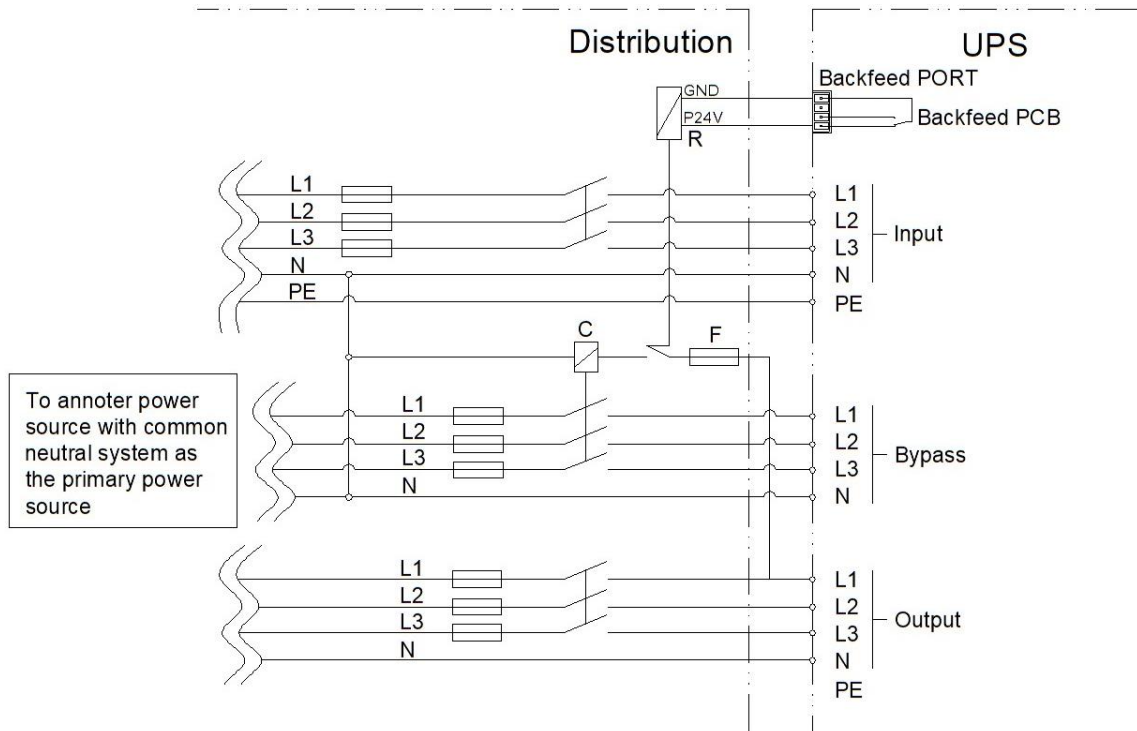 Distribution
UPS
Backfeed PORT
GND
P24V
R
Backfeed PCB
L1
L2
L3
N
PE
L1
L2
L3
N
PE
Input
C
F
To annoter power
source with common
neutral system as
the primary power
source
L1
L2
L3
N
L1
L2
L3
N
Bypass
L1
L2
L3
N
L1
L2
L3
N
PE
Output